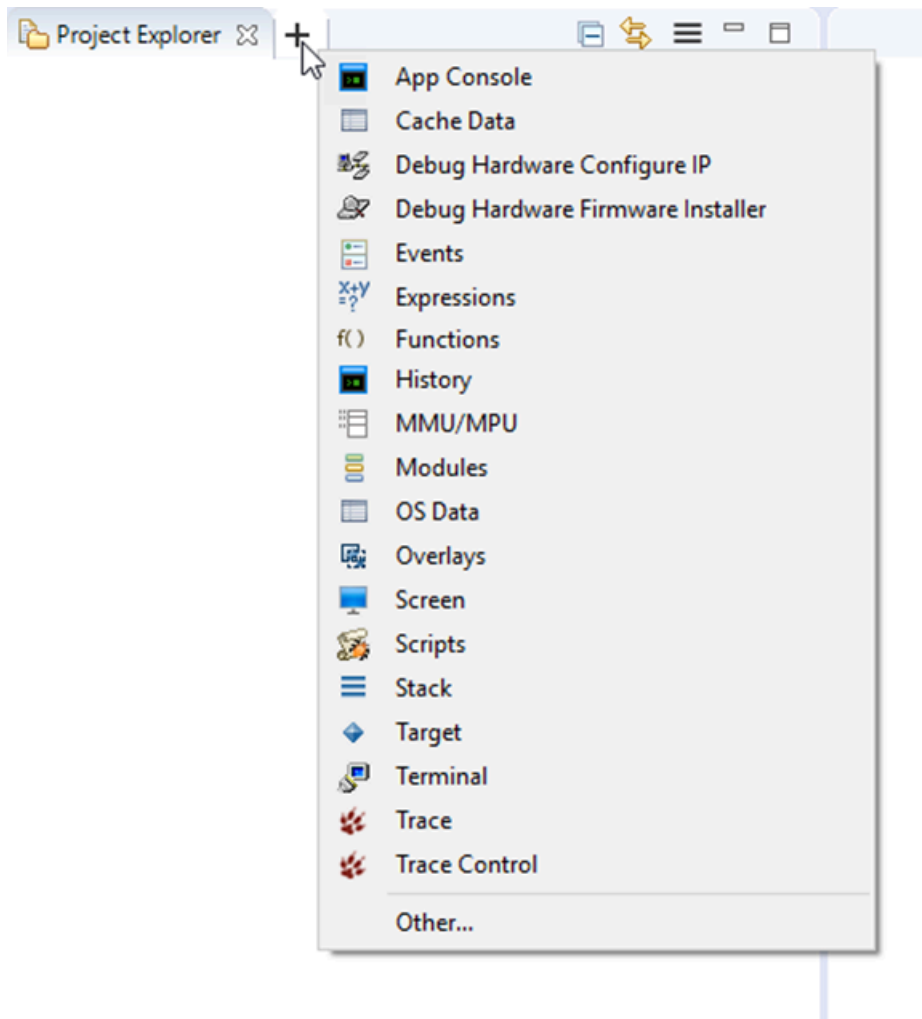 Project Explorer
App Console
Cache Data
Debug Hardware Configure IP
Debug Hardware Firmware Installer
Events
x+y
=?
Expressions
f()
Functions
History
MMU/MPU
Modules
OS Data
Overlays
Screen
Scripts
Stack
Target
Terminal
Trace
Trace Control
Other...